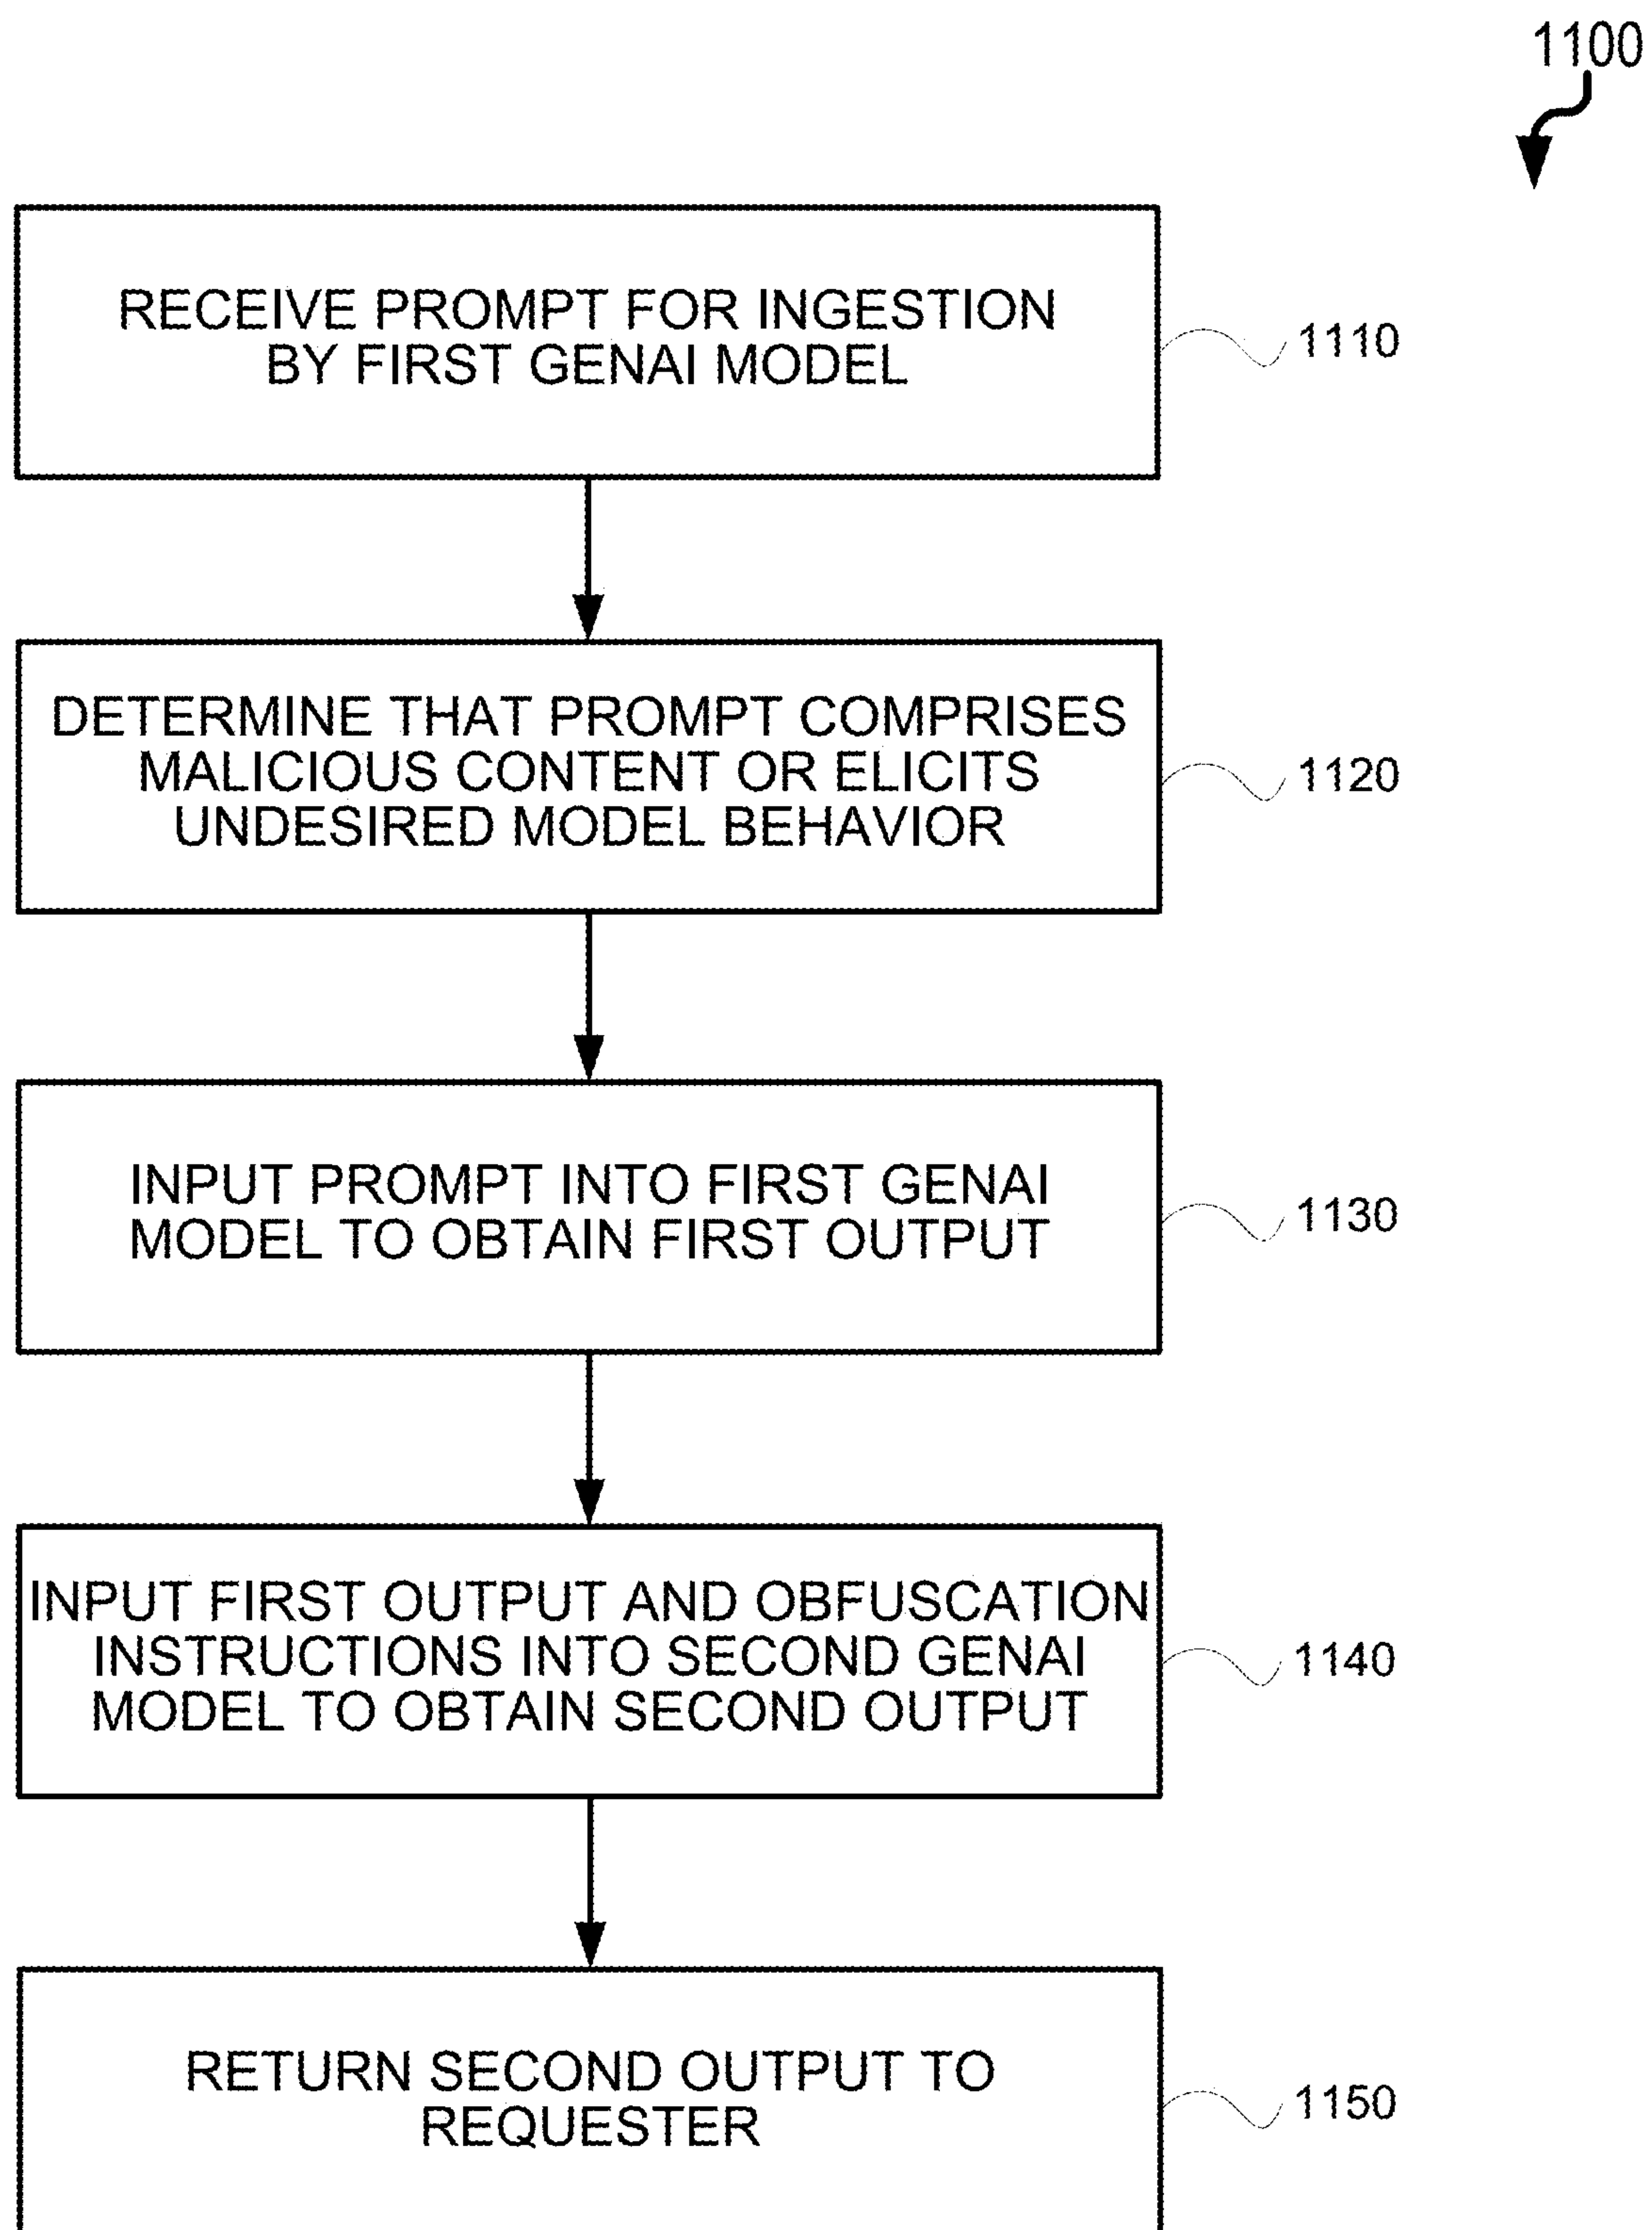 1100
RECEIVE PROMPT FOR INGESTION
BY FIRST GENAI MODEL
1110
DETERMINE THAT PROMPT COMPRISES
MALICIOUS CONTENT OR ELICITS
UNDESIRED MODEL BEHAVIOR
1120
INPUT PROMPT INTO FIRST GENAI
MODEL TO OBTAIN FIRST OUTPUT
1130
INPUT FIRST OUTPUT AND OBFUSCATION
INSTRUCTIONS INTO SECOND GENAI
MODEL TO OBTAIN SECOND OUTPUT
1140
RETURN SECOND OUTPUT TO
REQUESTER
1150